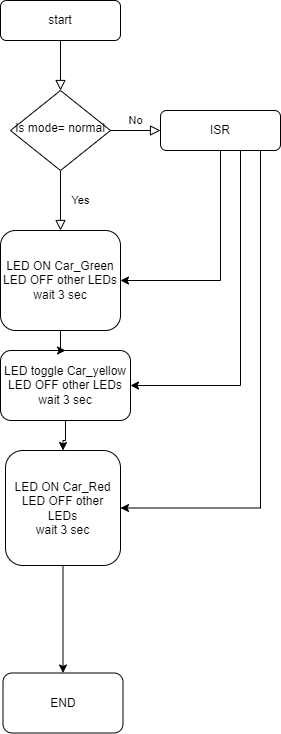 start
is mode= normal
No
ISR
Yes
LED ON Car_Green
LED OFF other LEDs
wait 3 sec
LED toggle Car_yellow
LED OFF other LEDs
wait 3 sec
LED ON Car_Red
LED OFF other
LEDs
wait 3 sec
END